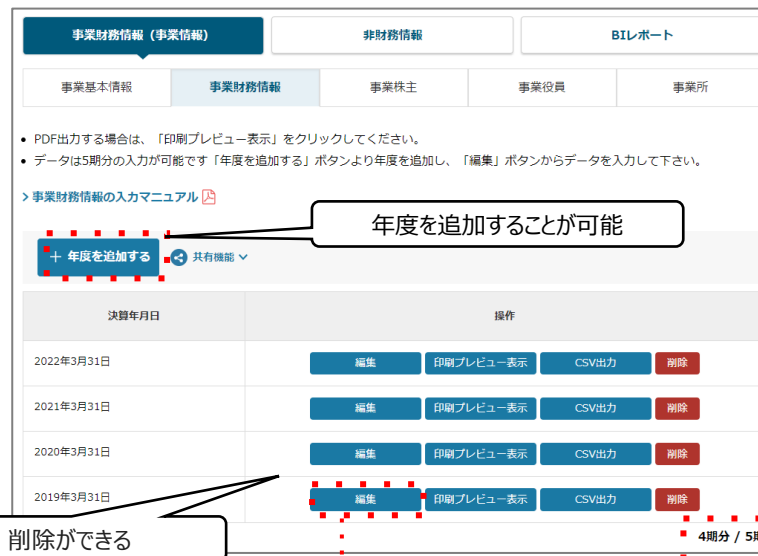 事業財務情報（事業情報）
非財務情報
BIレポート
事業基本情報
事業財務情報
事業株主
事業役員
事業所
• PDF出力する場合は、「印刷プレビュー表示」をクリックしてください。
• データは5期分の入力が可能です「年度を追加する」ボタンより年度を追加し、「編集」ボタンからデータを入力して下さい。
> 事業財務情報の入力マニュアル
年度を追加することが可能
＋ 年度を追加する
共有機能
決算年月日
操作
2022年3月31日 編集 印刷プレビュー表示 CSV出力 削除
2021年3月31日 編集 印刷プレビュー表示 CSV出力 削除
2020年3月31日 編集 印刷プレビュー表示 CSV出力 削除
2019年3月31日 編集 印刷プレビュー表示 CSV出力 削除
削除ができる
4期分 / 5期